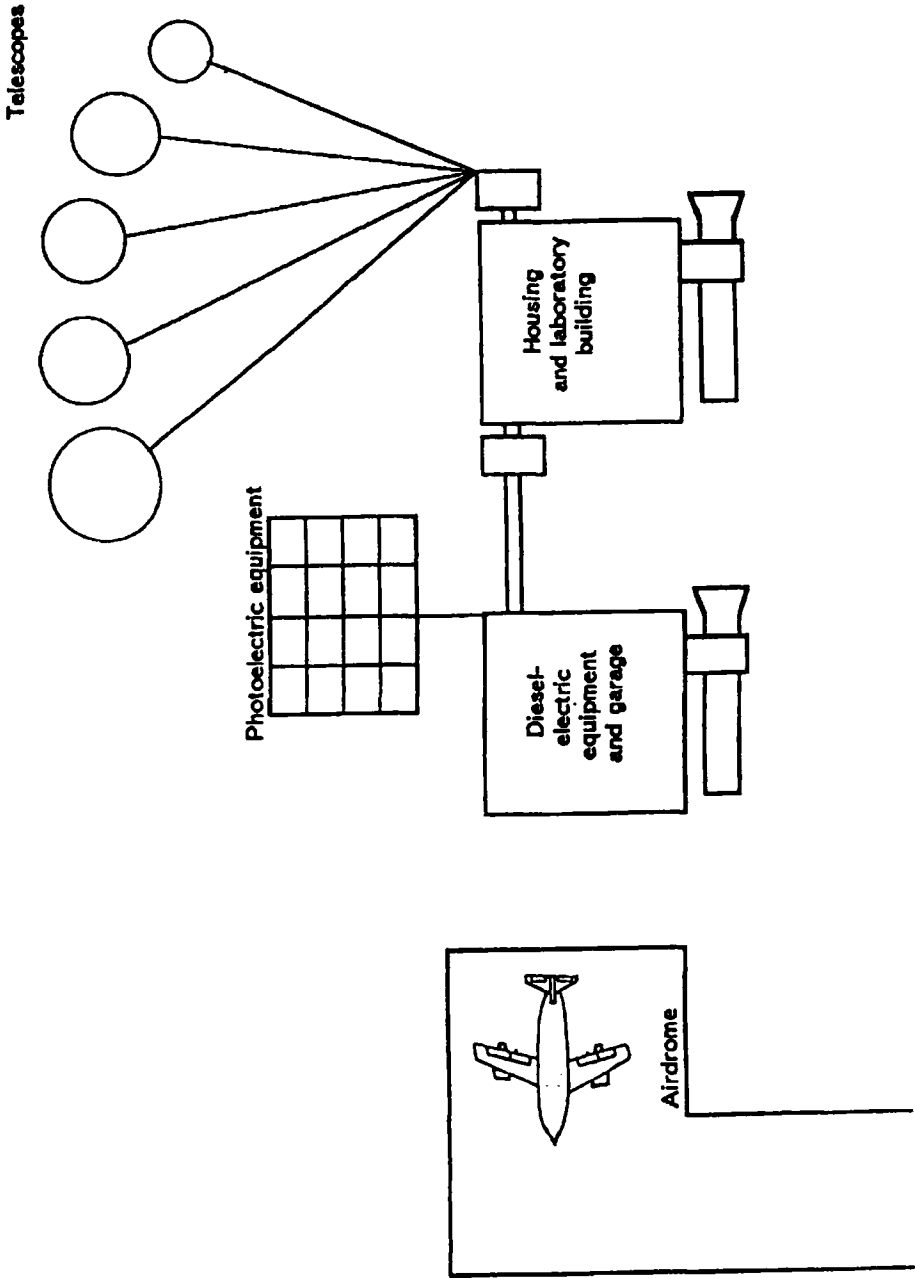 Telescopes
Photoelectric equipment
Housing
and laboratory
building
Diesel-
electric
equipment
and garage
Airdrome